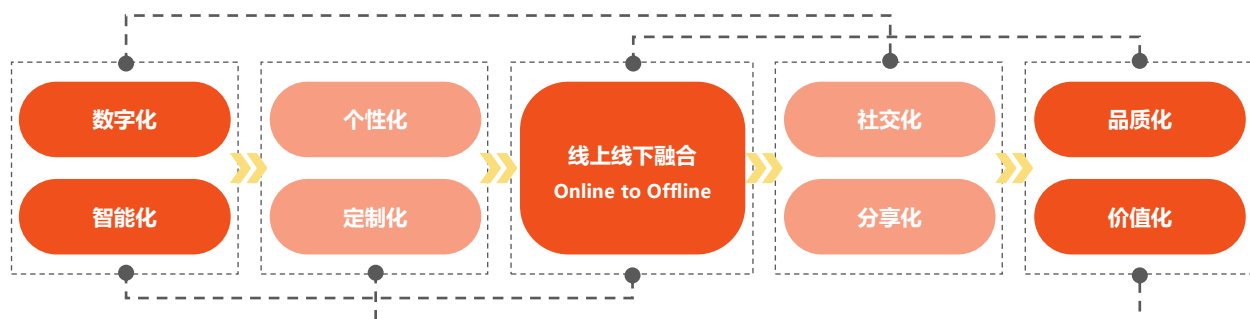 数字化
智能化
个性化
定制化
线上线下融合
Online to Offline
社交化
分享化
品质化
价值化